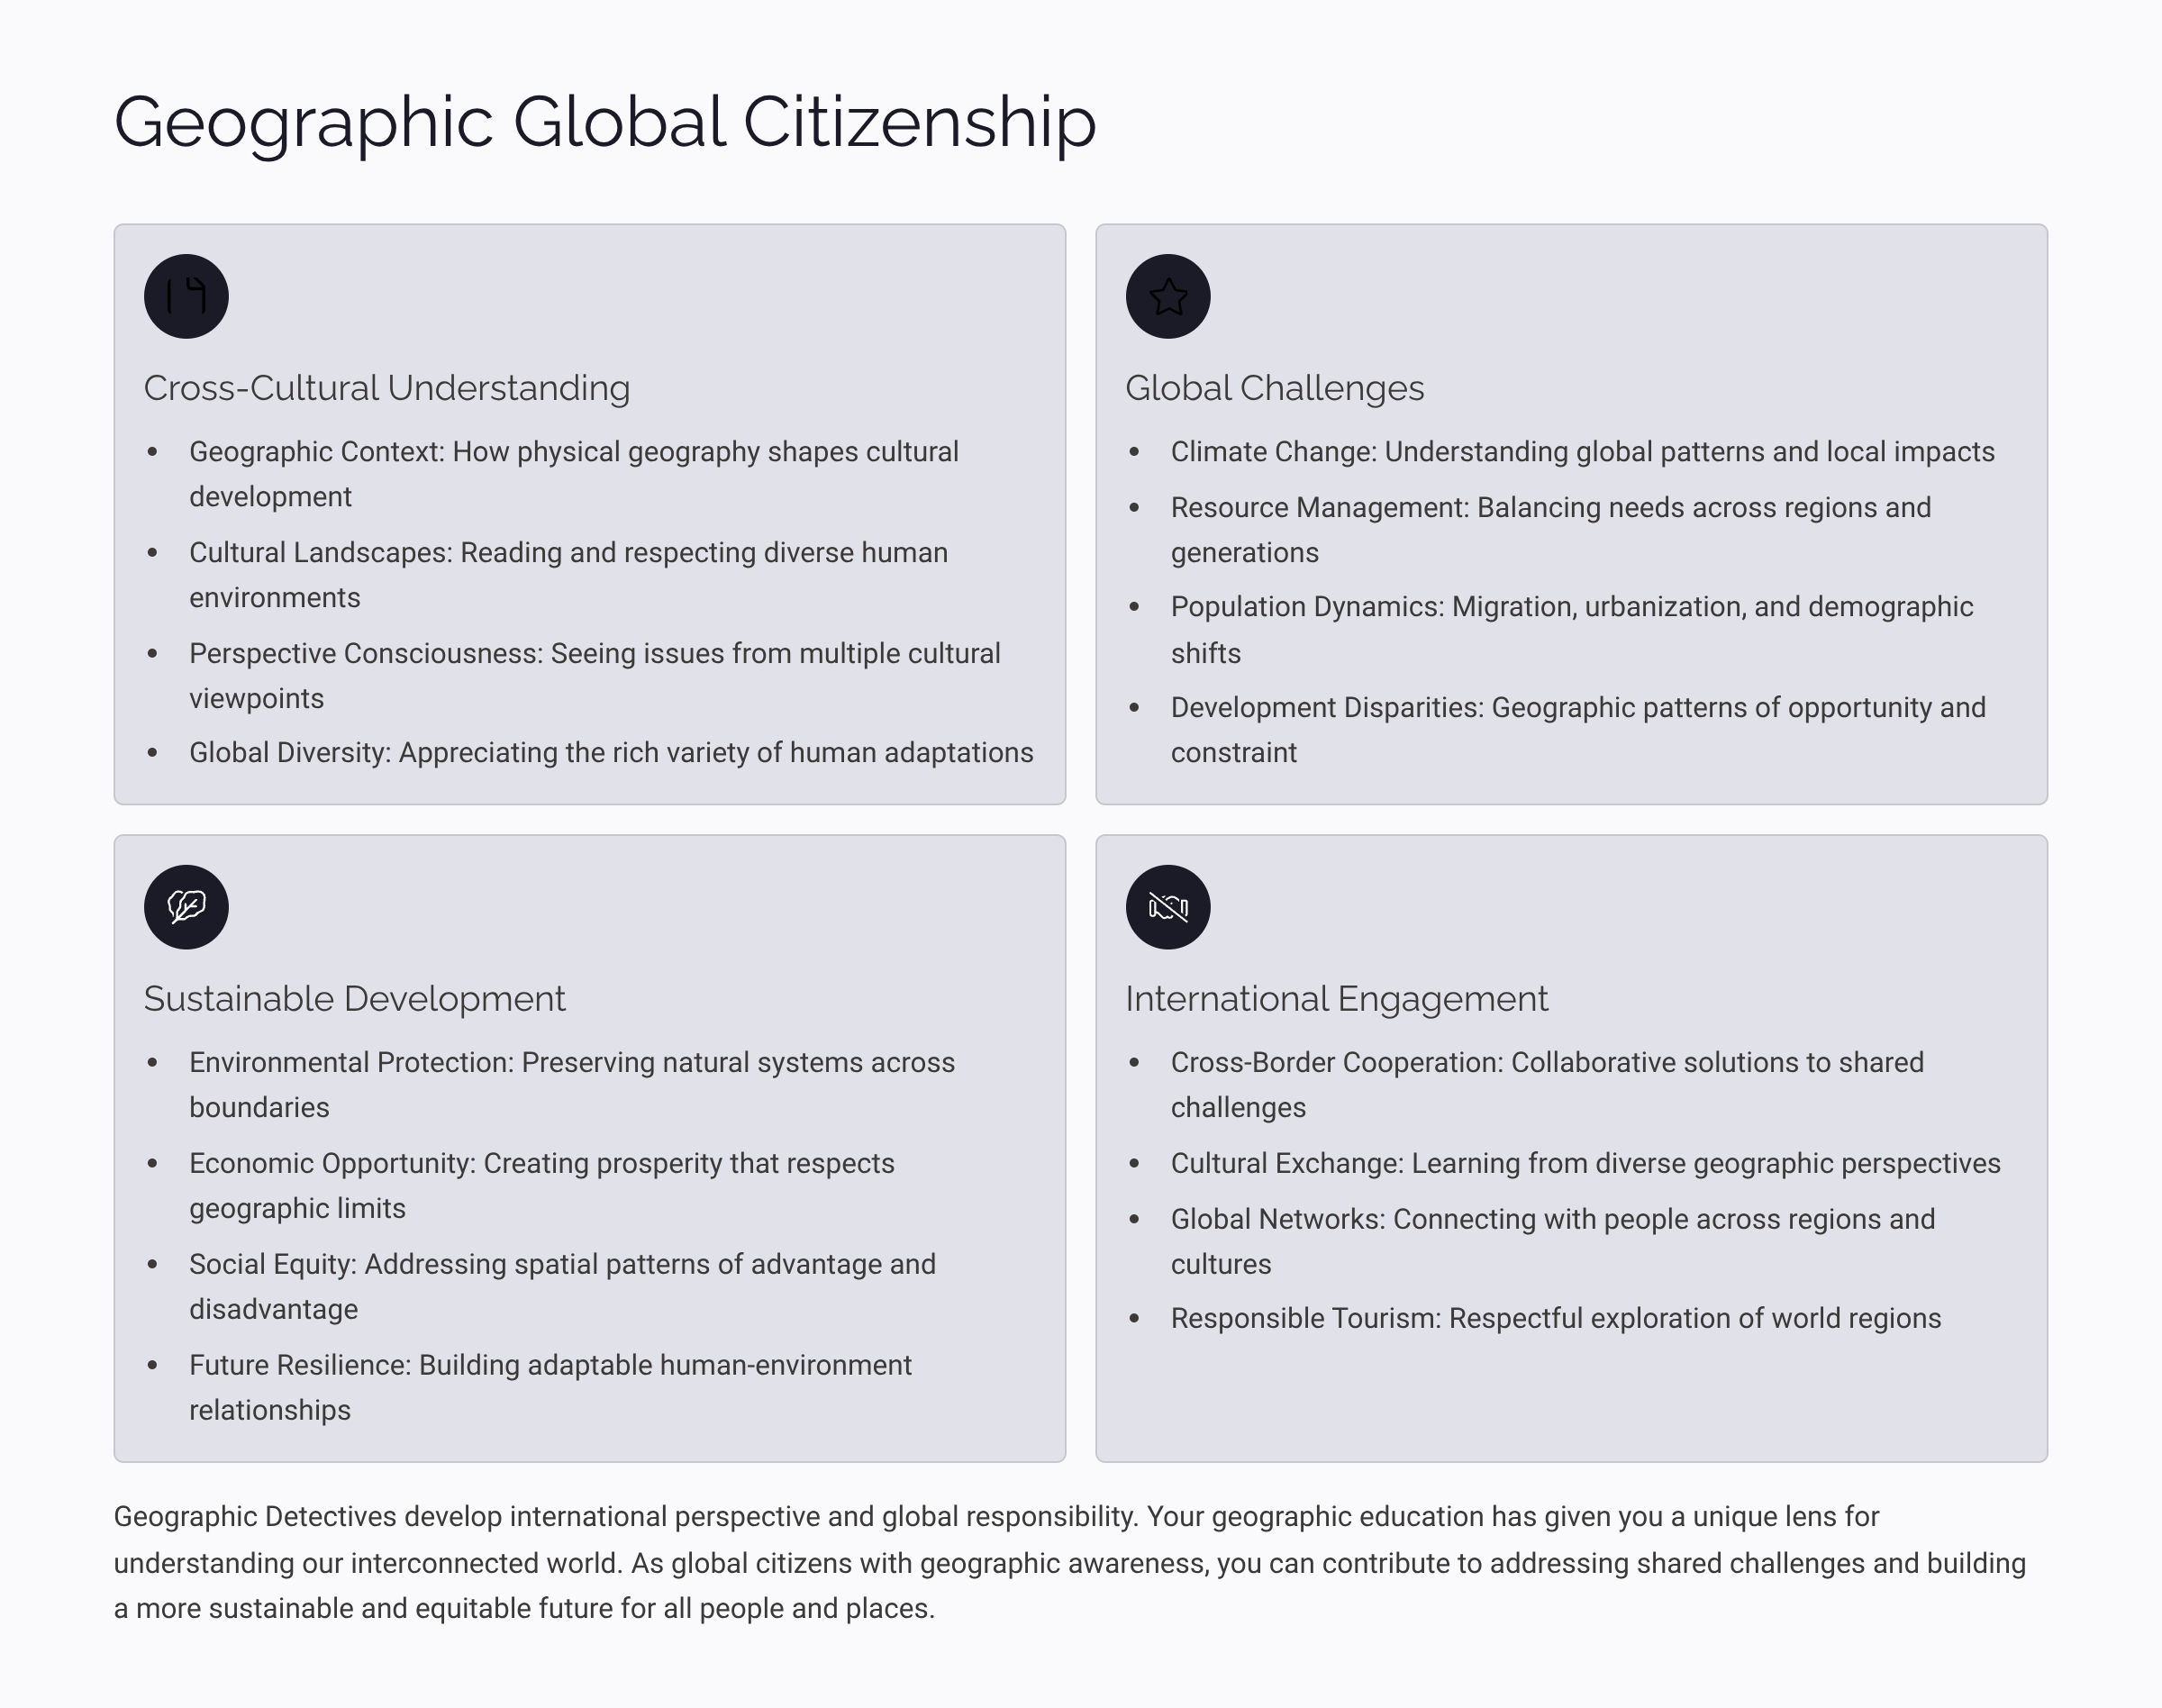 Geographic Global Citizenship
Cross-Cultural Understanding
• Geographic Context: How physical geography shapes cultural
development
• Cultural Landscapes: Reading and respecting diverse human
environments
• Perspective Consciousness: Seeing issues from multiple cultural
viewpoints
• Global Diversity: Appreciating the rich variety of human adaptations
Global Challenges
• Climate Change: Understanding global patterns and local impacts
• Resource Management: Balancing needs across regions and
generations
• Population Dynamics: Migration, urbanization, and demographic
shifts
• Development Disparities: Geographic patterns of opportunity and
constraint
Sustainable Development
• Environmental Protection: Preserving natural systems across
boundaries
• Economic Opportunity: Creating prosperity that respects
geographic limits
• Social Equity: Addressing spatial patterns of advantage and
disadvantage
• Future Resilience: Building adaptable human-environment
relationships
International Engagement
• Cross-Border Cooperation: Collaborative solutions to shared
challenges
• Cultural Exchange: Learning from diverse geographic perspectives
• Global Networks: Connecting with people across regions and
cultures
• Responsible Tourism: Respectful exploration of world regions
Geographic Detectives develop international perspective and global responsibility. Your geographic education has given you a unique lens for
understanding our interconnected world. As global citizens with geographic awareness, you can contribute to addressing shared challenges and building
a more sustainable and equitable future for all people and places.